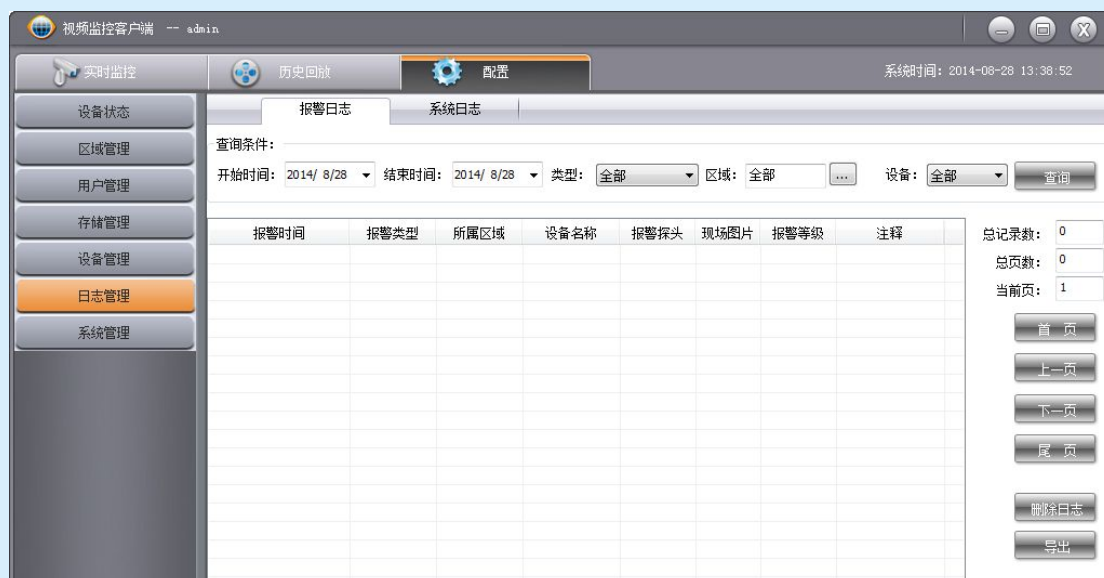 视频监控客户端 -- admin
实时监控 历史回放 配置 系统时间：2014-08-28 13:38:52
设备状态
区域管理
用户管理
存储管理
设备管理
日志管理
系统管理
报警日志 系统日志
查询条件：
开始时间： 2014/ 8/28 结束时间： 2014/ 8/28 类型： 全部 区域： 全部 ... 设备： 全部 查询
报警时间 报警类型 所属区域 设备名称 报警探头 现场图片 报警等级 注释
总记录数： 0
总页数： 0
当前页： 1
首 页
上一页
下一页
尾 页
删除日志
导出